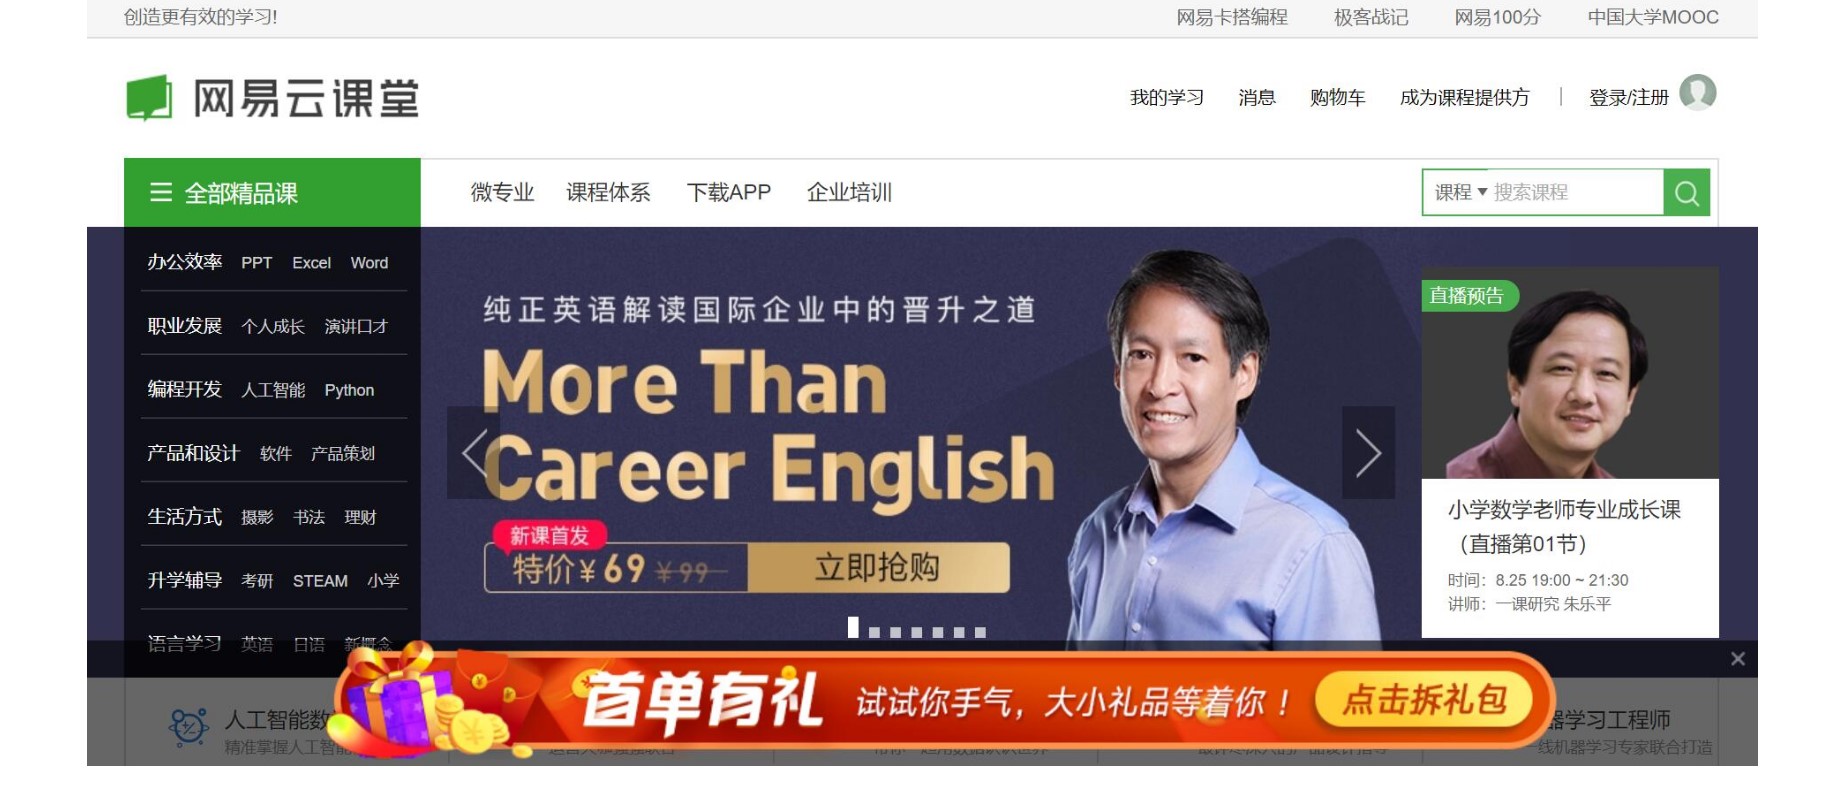 创造更有效的学习!
网易卡搭编程 极客战记 网易100分 中国大学MOOC
网易云课堂
我的学习 消息 购物车 成为课程提供方 | 登录/注册
全部精品课
微专业 课程体系 下载APP 企业培训
课程 搜索课程
办公效率 PPT Excel Word
职业发展 个人成长 演讲口才
编程开发 人工智能 Python
产品和设计 软件 产品策划
生活方式 摄影 书法 理财
升学辅导 考研 STEAM 小学
语言学习 英语 日语 新概念
纯正英语解读国际企业中的晋升之道
More Than
Career English
新课首发
特价¥69 ¥99 立即抢购
直播预告
小学数学老师专业成长课
（直播第01节）
时间：8.25 19:00 ~ 21:30
讲师：一课研究 朱乐平
首单有礼 试试你手气，大小礼品等着你！ 点击拆礼包
人工智能数
精准掌握人工智能
器学习工程师
一线机器学习专家联合打造